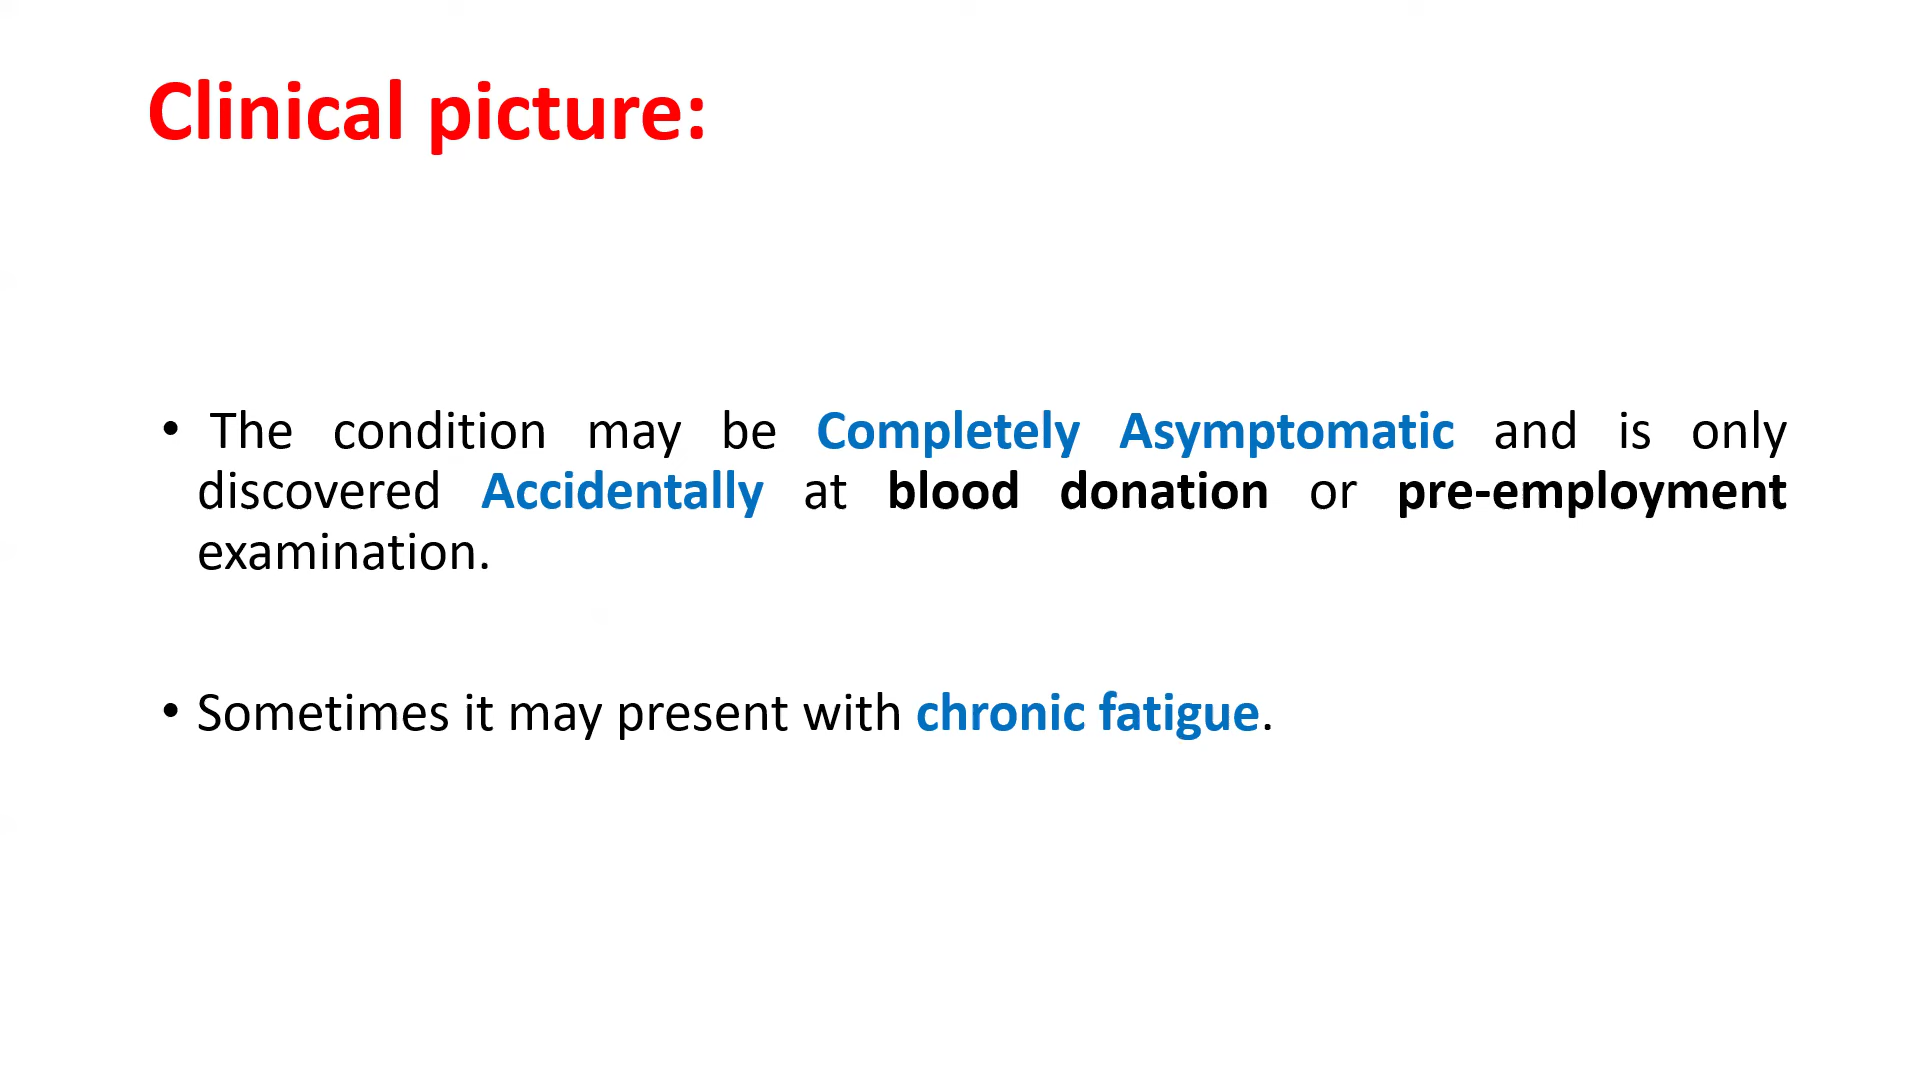 Clinical picture:
• The condition may be Completely Asymptomatic and is only
discovered Accidentally at blood donation or pre-employment
examination.
• Sometimes it may present with chronic fatigue.